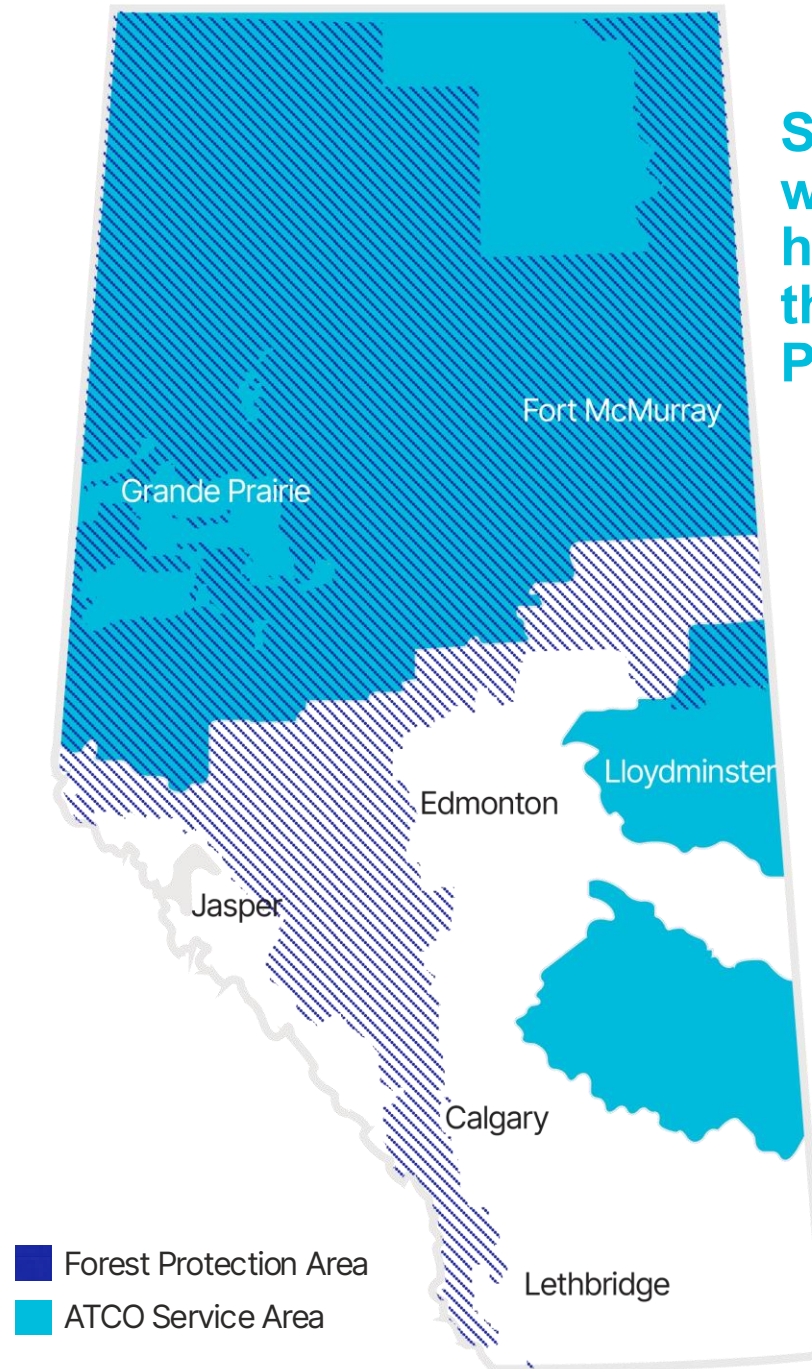 Fort McMurray
Grande Prairie
Lloydminster
Edmonton
Jasper
Calgary
Forest Protection Area
Lethbridge
ATCO Service Area